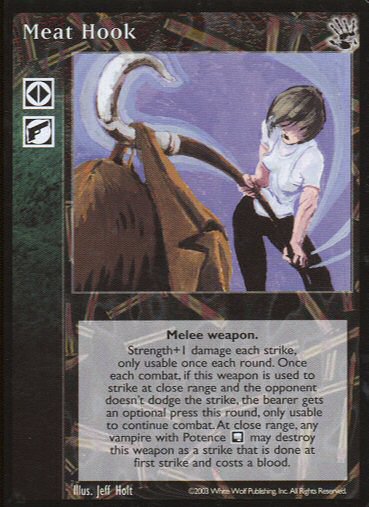 Meat Hook
Melee weapon.
Strength+1 damage each strike,
only usable once each round. Once
each combat, if this weapon is used to
strike at close range and the opponent
doesn't dodge the strike, the bearer gets
an optional press this round, only usable
to continue combat. At close range, any
vampire with Potence may destroy
this weapon as a strike that is done at
first strike and costs a blood.
Illus. Jeff Holt
©2003 White Wolf Publishing, Inc. All Rights Reserved.